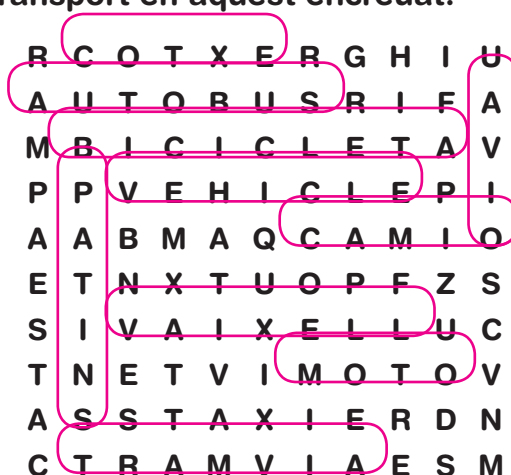 ransport en aquest encreuat:
R C O T X E R G H I U
A U T O B U S R I F A
M B I C I C L E T A V
P P V E H I C L E P I
A A B M A Q C A M I O
E T N X T U O P F Z S
S I V A I X E L L U C
T N E T V I M O T O V
A S S T A X I E R D N
C T R A M V I A E S M